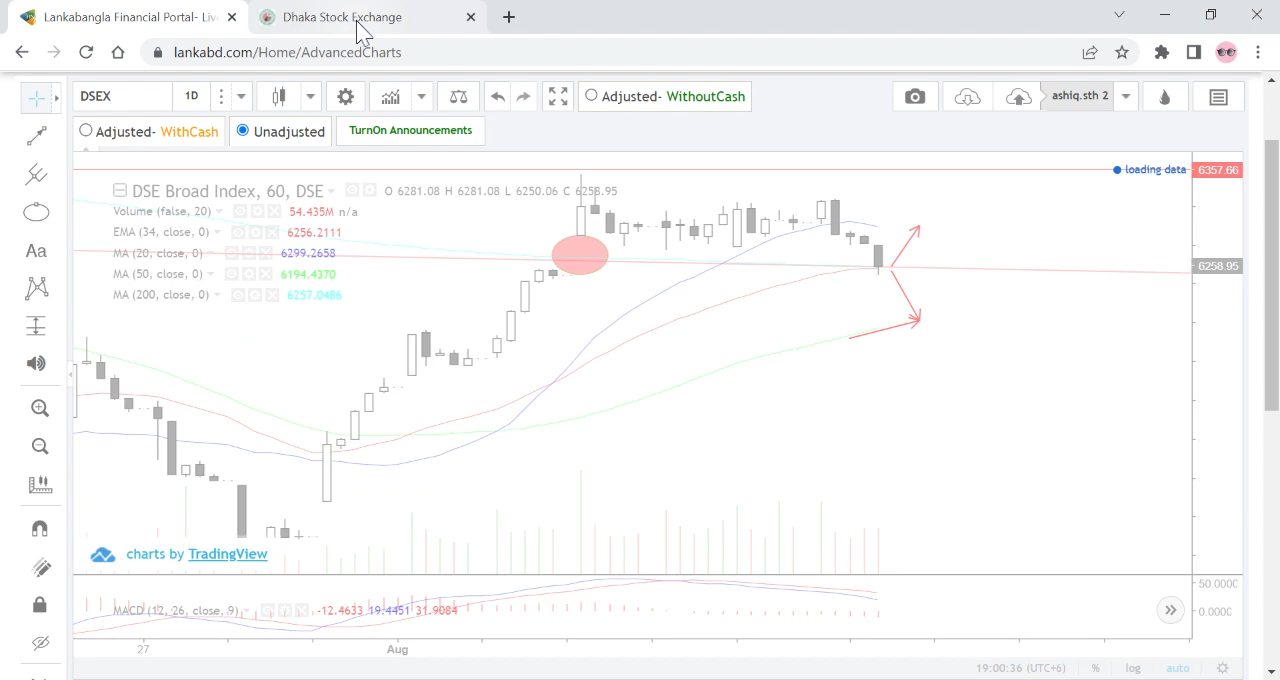 Lankabangla Financial Portal- Liv
Dhaka Stock Exchange
lankabd.com/Home/AdvancedCharts
DSEX
1D
Adjusted- WithoutCash
ashiq.sth 2
Adjusted- WithCash
Unadjusted
TurnOn Announcements
loading data
6357.66
DSE Broad Index, 60, DSE
O 6281.08 H 6281.08 L 6250.06 C 6258.95
Volume (false, 20)
54.435M n/a
EMA (34, close, 0)
6256.2111
MA (20, close, 0)
6299.2658
6258.95
MA (50, close, 0)
6194.4370
MA (200, close, 0)
6257.0486
Aa
charts by TradingView
50.0000
MACD (12, 26, close, 9)
-12.4633 19.4451 31.9084
0.0000
27
Aug
19:00:36 (UTC+6)
%
log
auto